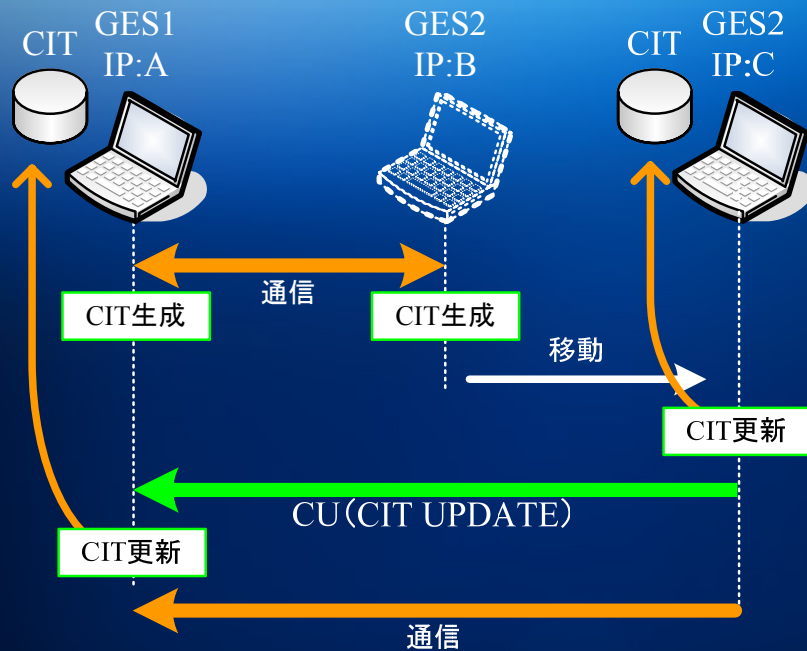 CIT
GES1
IP:A
GES2
IP:B
CIT
GES2
IP:C
通信
CIT生成
CIT生成
移動
CIT更新
CU(CIT UPDATE)
CIT更新
通信